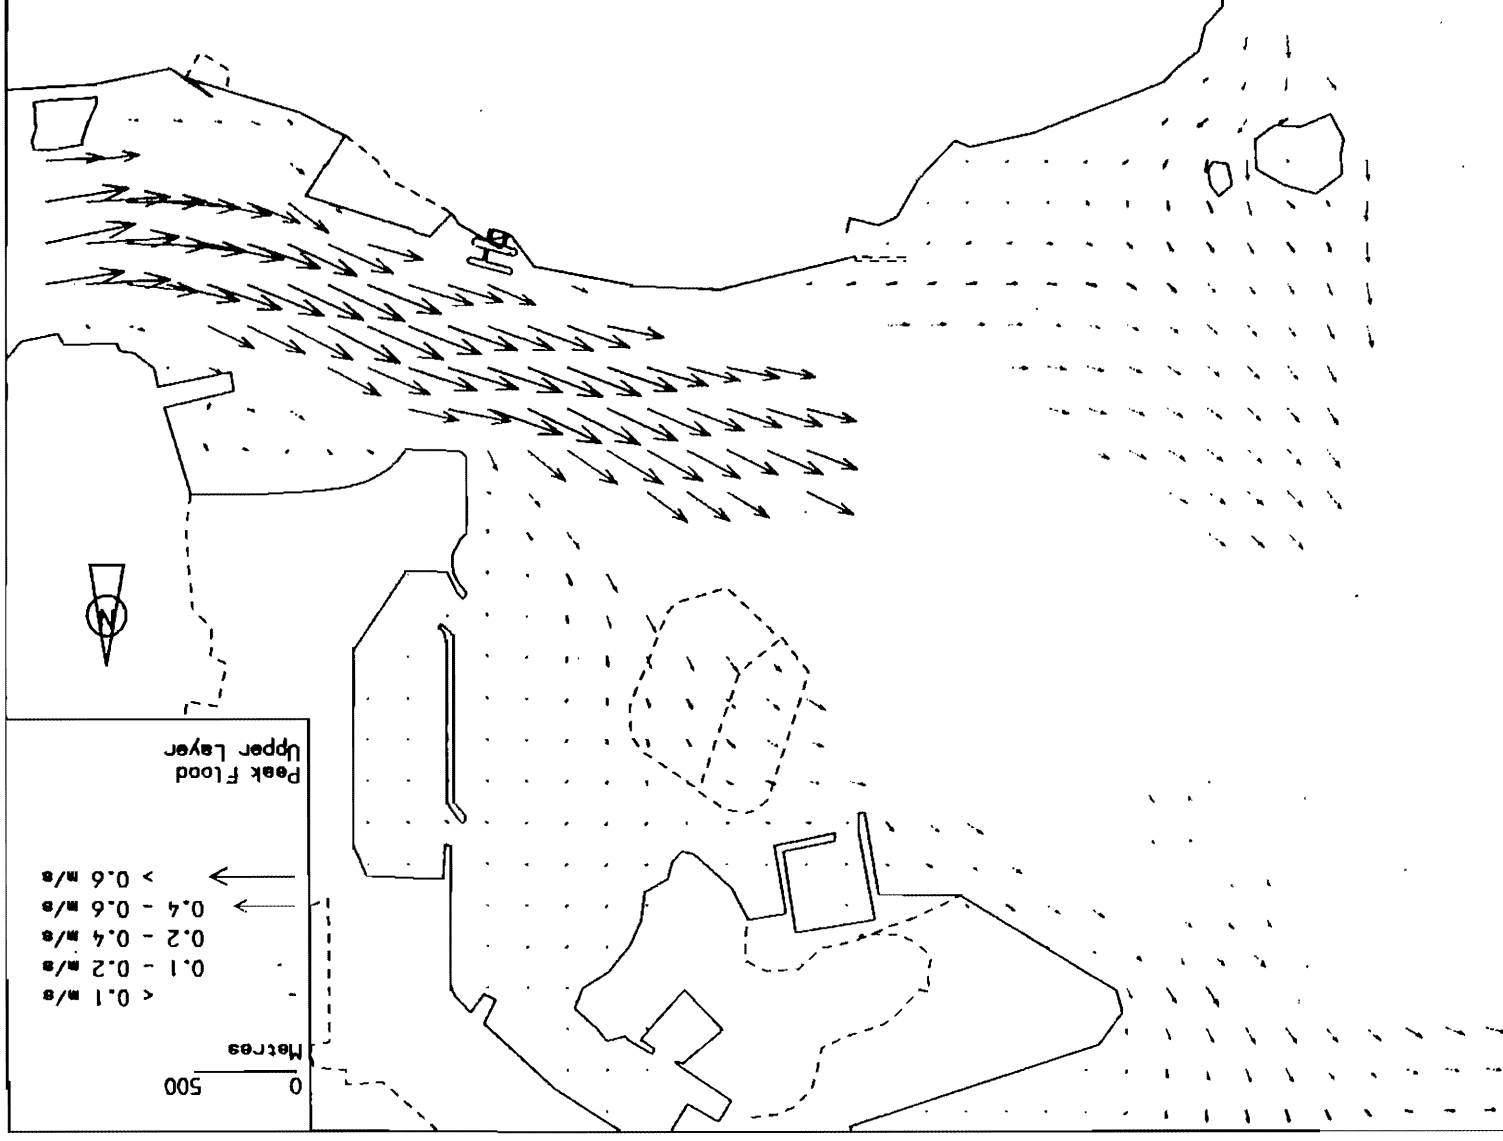 0 500
Metres
< 0.1 m/s
0.1 - 0.2 m/s
0.2 - 0.4 m/s
0.4 - 0.6 m/s
> 0.6 m/s
Peak Flood
Upper Layer
N